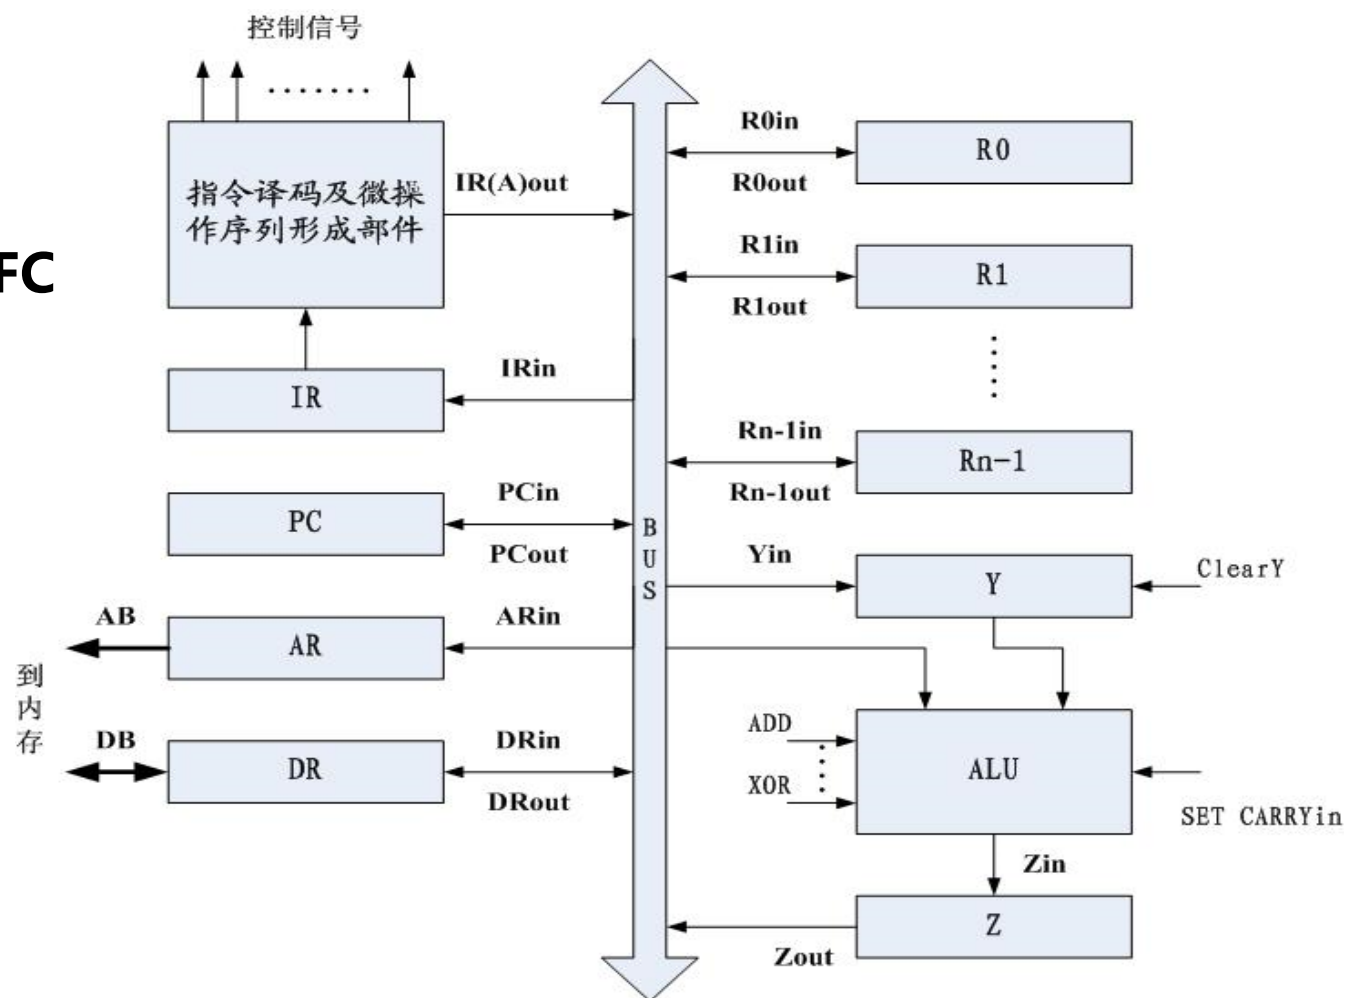 控制信号
·······
指令译码及微操
作序列形成部件
IR(A)out
FC
IRin
IR
PCin
PC
PCout
AB
ARin
AR
到
内
存
DB
DRin
DR
DRout
B
U
S
R0in
R0
R0out
R1in
R1
R1out
Rn-1in
Rn-1
Rn-1out
Yin
Y
ClearY
ADD
XOR
ALU
SET CARRYin
Zin
Z
Zout